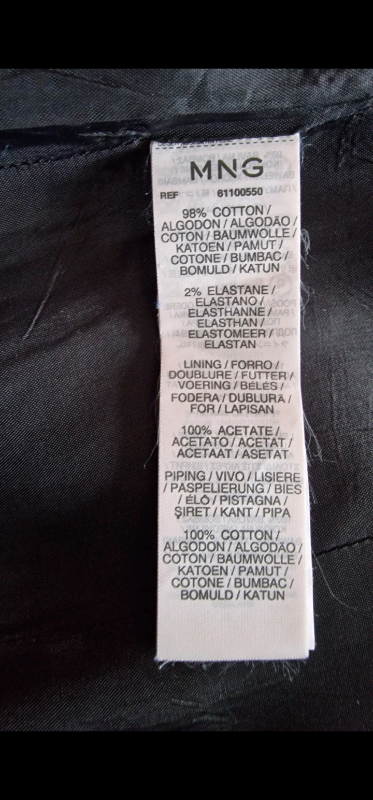 MNG
REF 61100550
98% COTTON /
ALGODON / ALGODÃO /
COTON / BAUMWOLLE /
KATOEN / PAMUT /
COTONE / BUMBAC /
BOMULD / KATUN
2% ELASTANE /
ELASTANO /
ELASTHANNE /
ELASTHAN /
ELASTOMEER /
ELASTAN
LINING / FORRO /
DOUBLURE / FUTTER /
VOERING / BÉLÉS /
FODERA / DUBLURA /
FOR / LAPISAN
100% ACETATE /
ACETATO / ACETAT /
ACETAAT / ASETAT
PIPING / VIVO / LISIERE
/ PASPELIERUNG / BIES
/ ÉLŐ / PISTAGNA /
ŞIRET / KANT / PIPA
100% COTTON /
ALGODON / ALGODÃO /
COTON / BAUMWOLLE /
KATOEN / PAMUT /
COTONE / BUMBAC /
BOMULD / KATUN